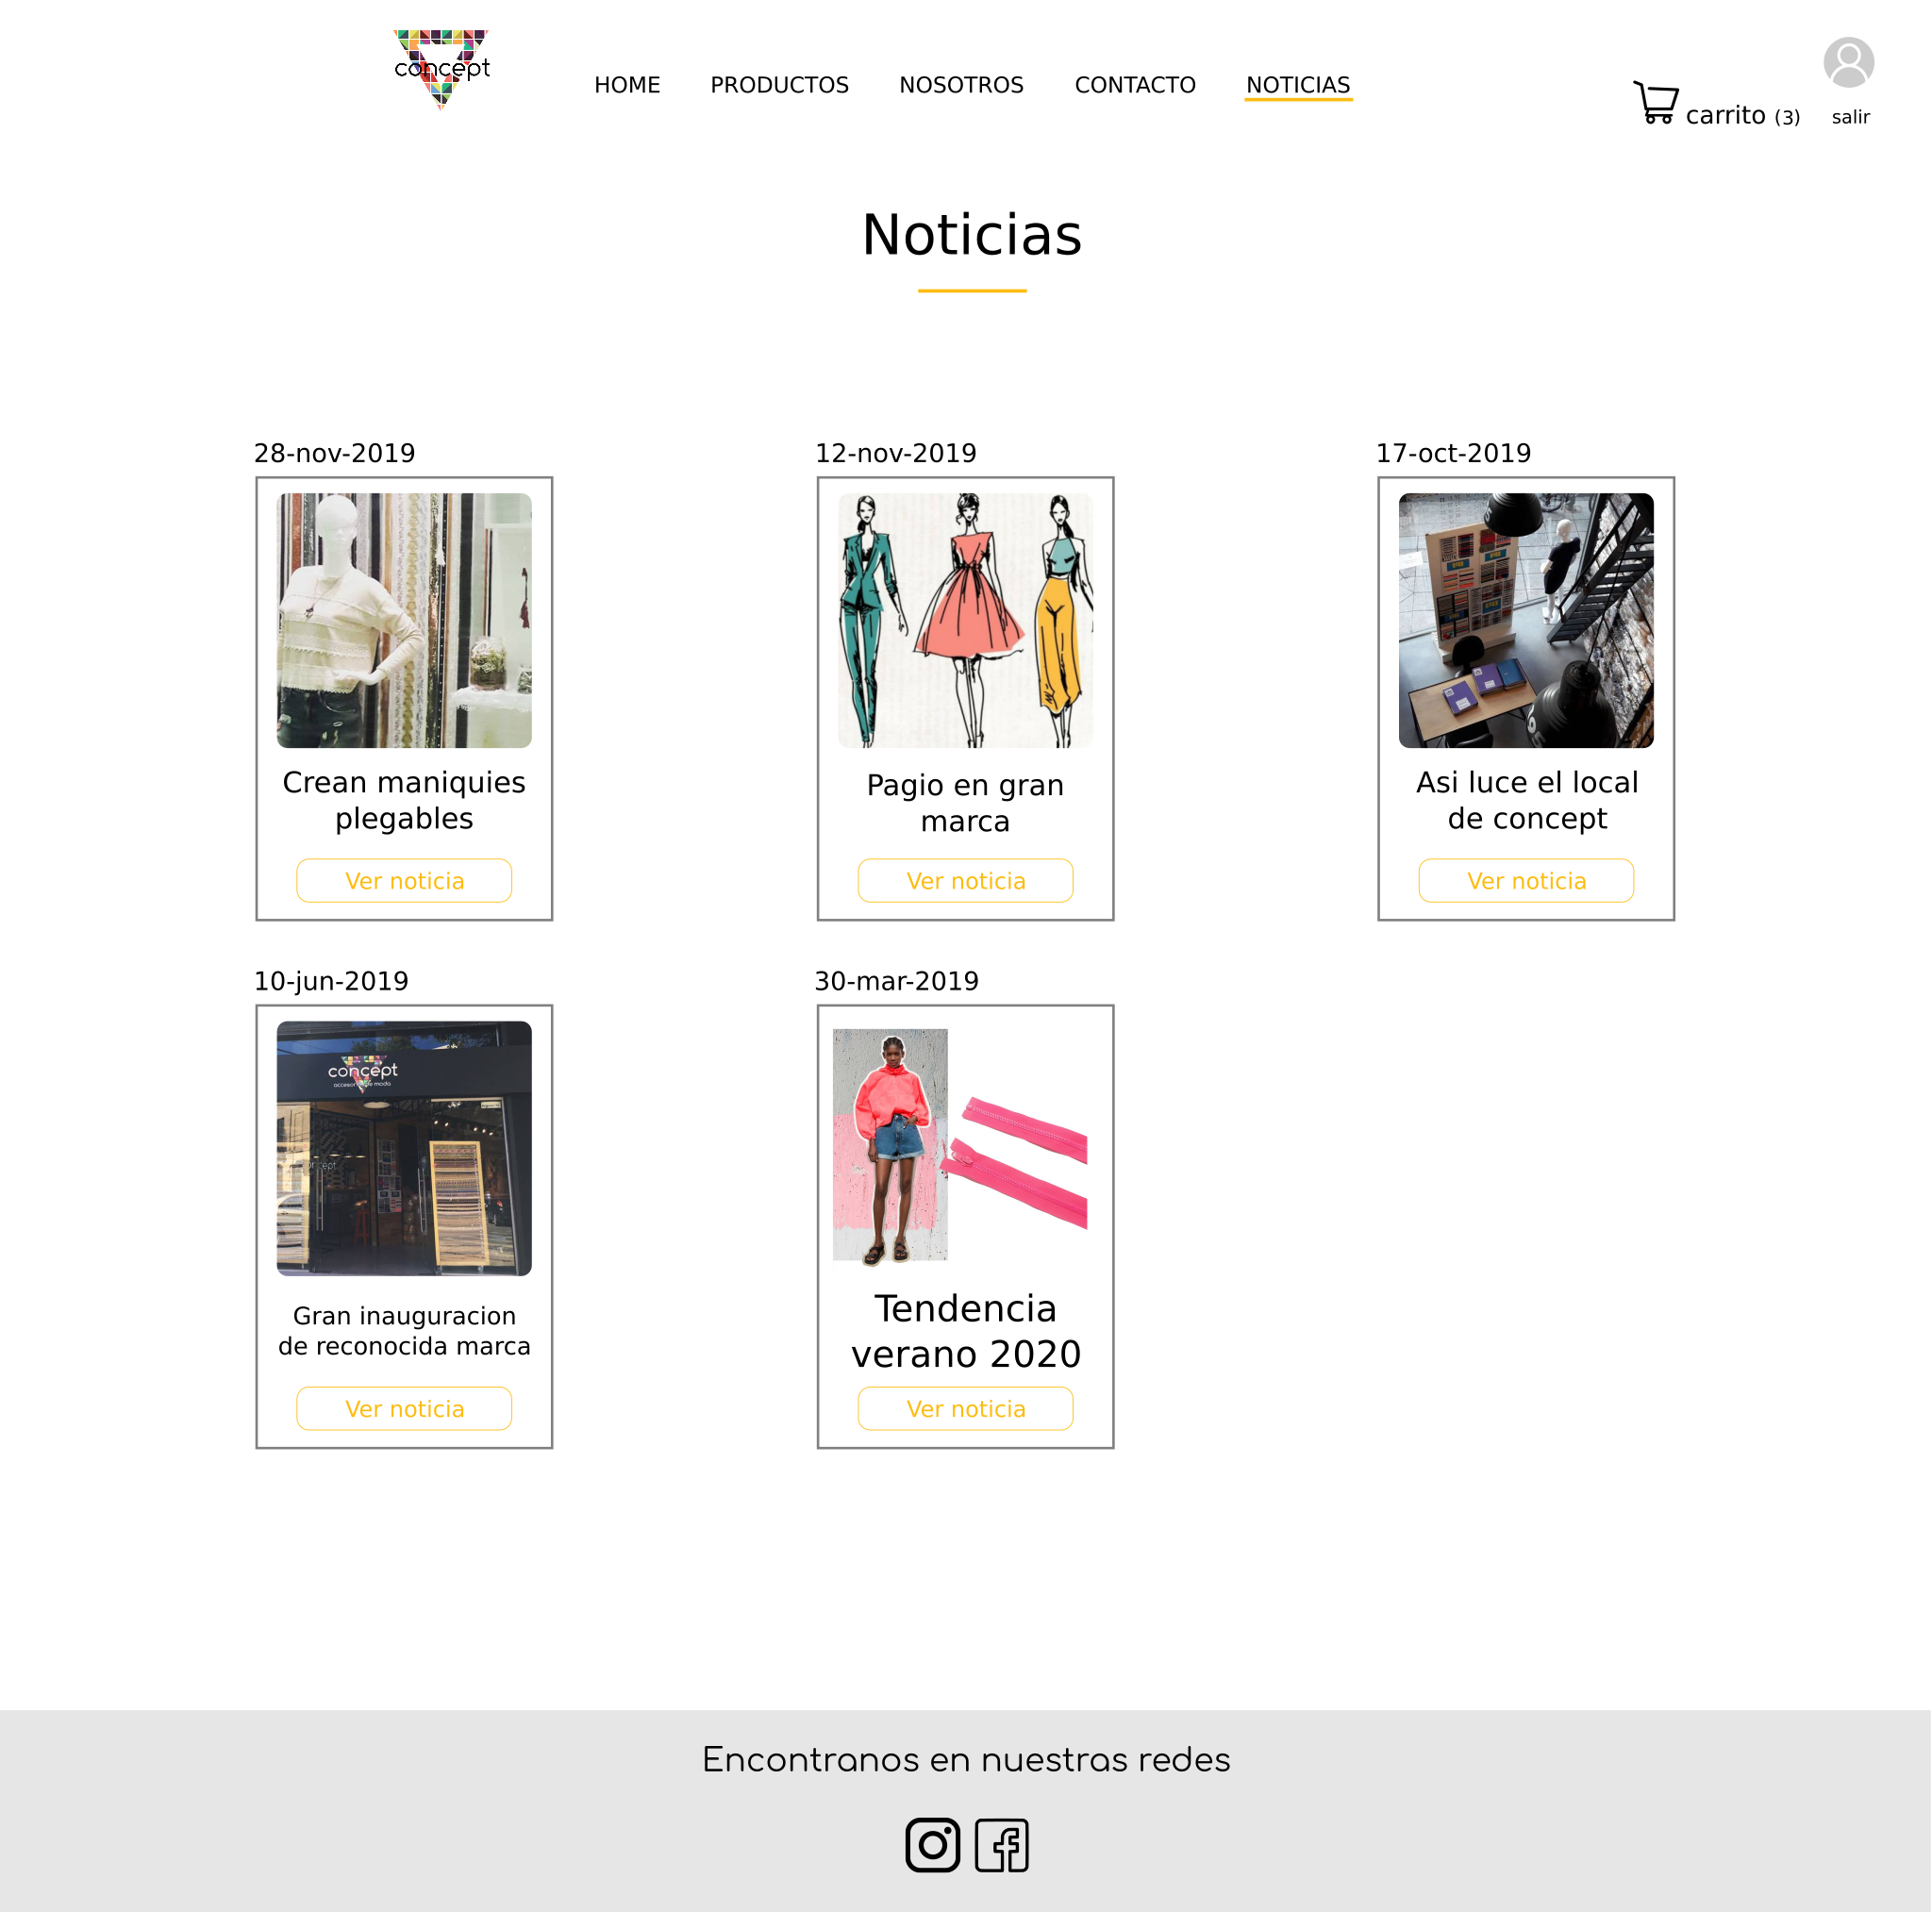 concept
HOME PRODUCTOS NOSOTROS CONTACTO NOTICIAS
carrito (3) salir
Noticias
28-nov-2019
Crean maniquies
plegables
Ver noticia
12-nov-2019
Pagio en gran
marca
Ver noticia
17-oct-2019
Asi luce el local
de concept
Ver noticia
10-jun-2019
concept
Gran inauguracion
de reconocida marca
Ver noticia
30-mar-2019
Tendencia
verano 2020
Ver noticia
Encontranos en nuestras redes